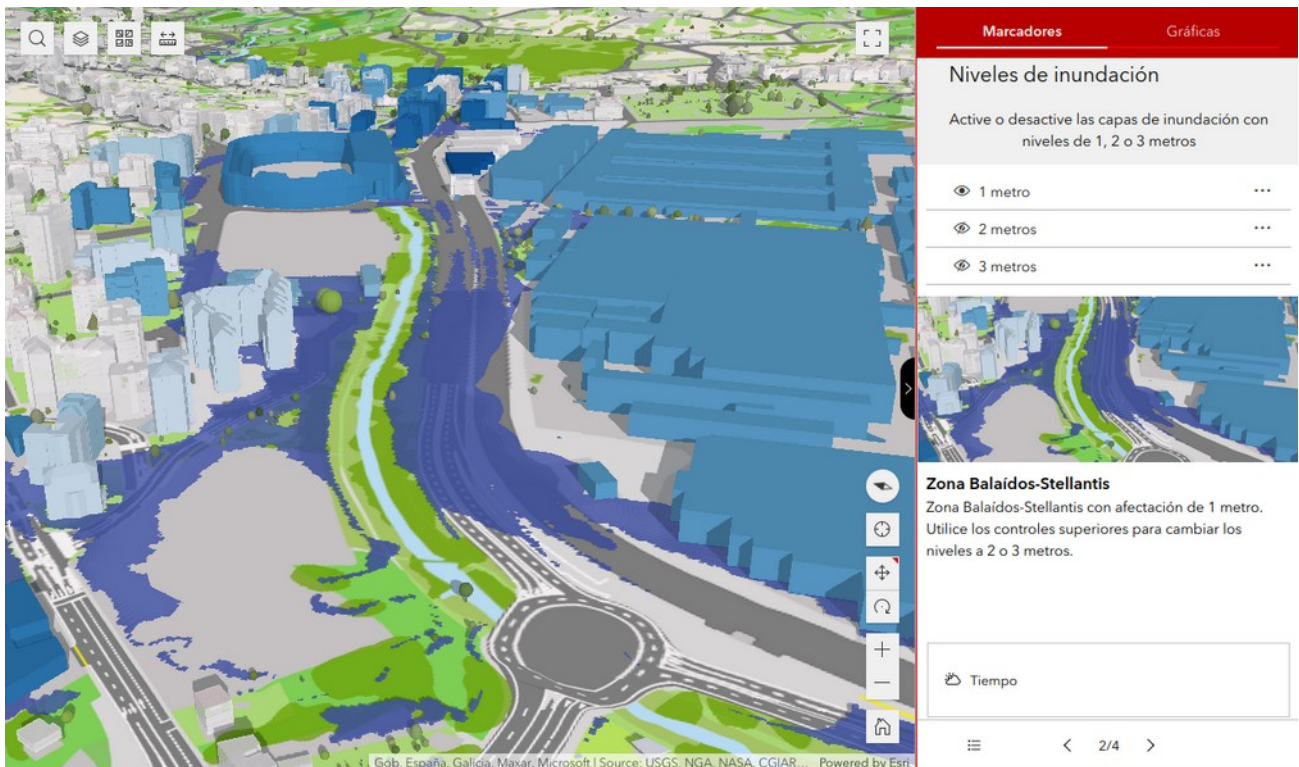 Marcadores
Gráficas
Niveles de inundación
Active o desactive las capas de inundación con
niveles de 1, 2 o 3 metros
1 metro
2 metros
3 metros
Zona Balaídos-Stellantis
Zona Balaídos-Stellantis con afectación de 1 metro.
Utilice los controles superiores para cambiar los
niveles a 2 o 3 metros.
Tiempo
2/4
Gob. España, Galicia, Maxar, Microsoft | Source: USGS, NGA, NASA, CGIAR... Powered by Esri